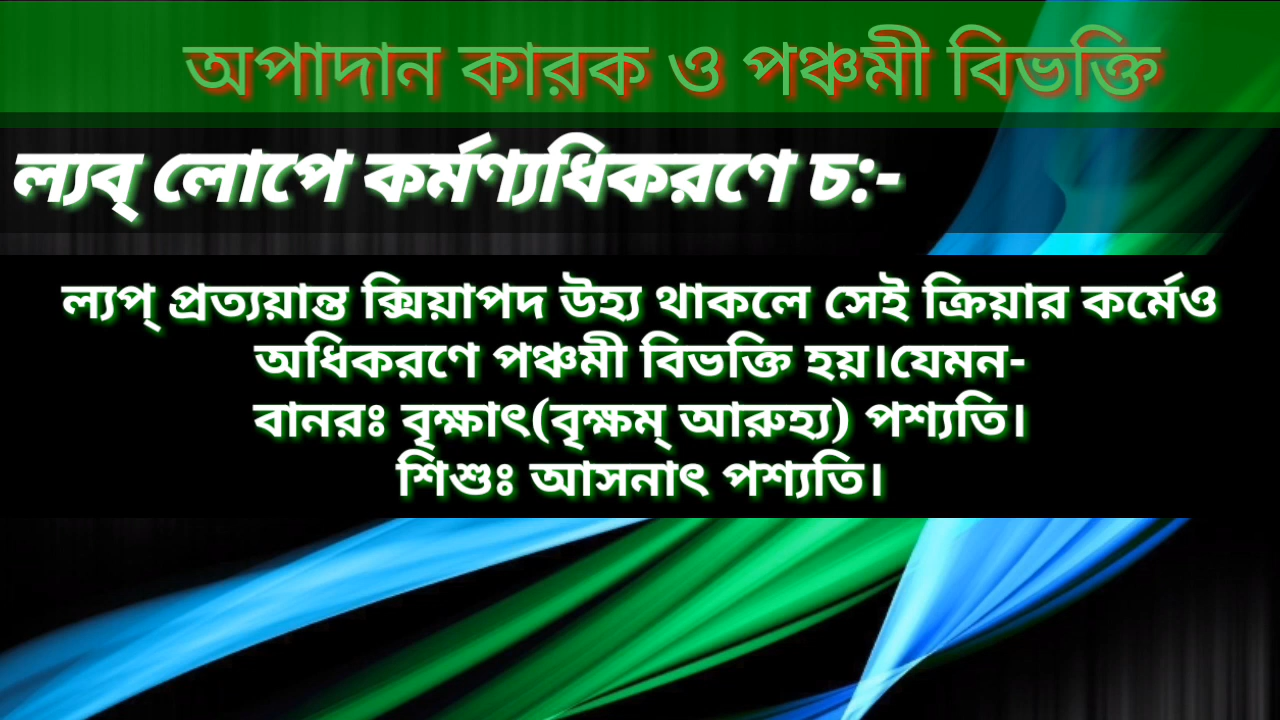 অপাদান কারক ও পঞ্চমী বিভক্তি
ল্যব্ লোপে কর্মণ্যধিকরণে চ:-
ল্যপ্ প্রত্যয়ান্ত ক্সিয়াপদ উহ্য থাকলে সেই ক্রিয়ার কর্মেও
অধিকরণে পঞ্চমী বিভক্তি হয়।যেমন-
বানরঃ বৃক্ষাৎ(বৃক্ষম্ আরুহ্য) পশ্যতি।
শিশুঃ আসনাৎ পশ্যতি।